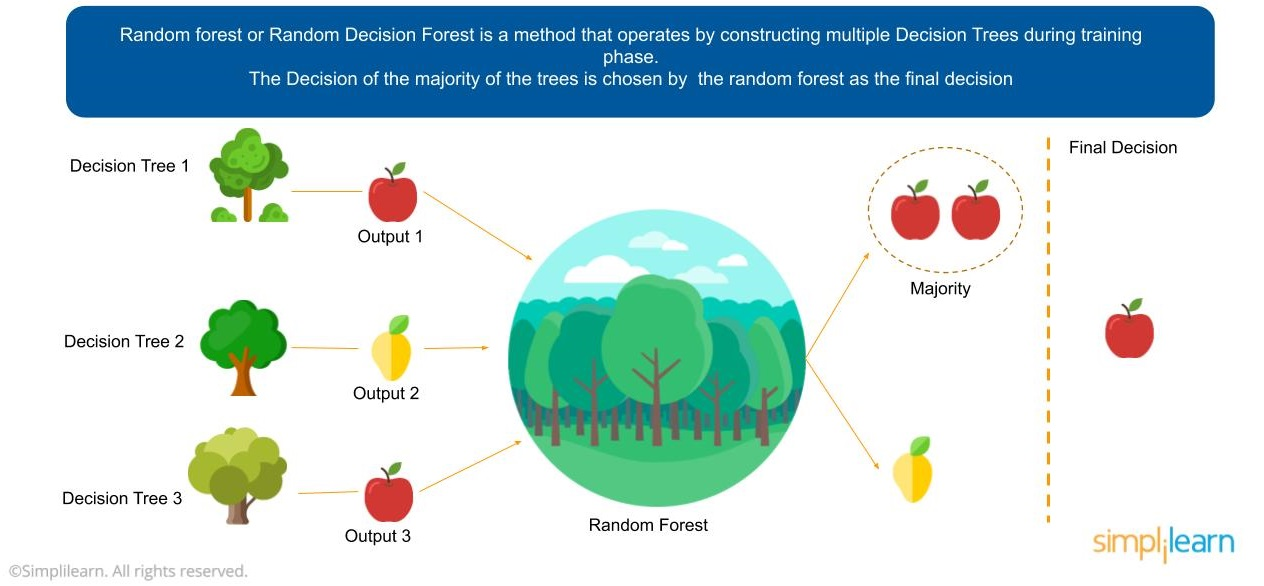 Random forest or Random Decision Forest is a method that operates by constructing multiple Decision Trees during training
phase.
The Decision of the majority of the trees is chosen by the random forest as the final decision
Decision Tree 1
Output 1
Decision Tree 2
Output 2
Decision Tree 3
Output 3
Random Forest
Majority
Final Decision
simplilearn
©Simplilearn. All rights reserved.